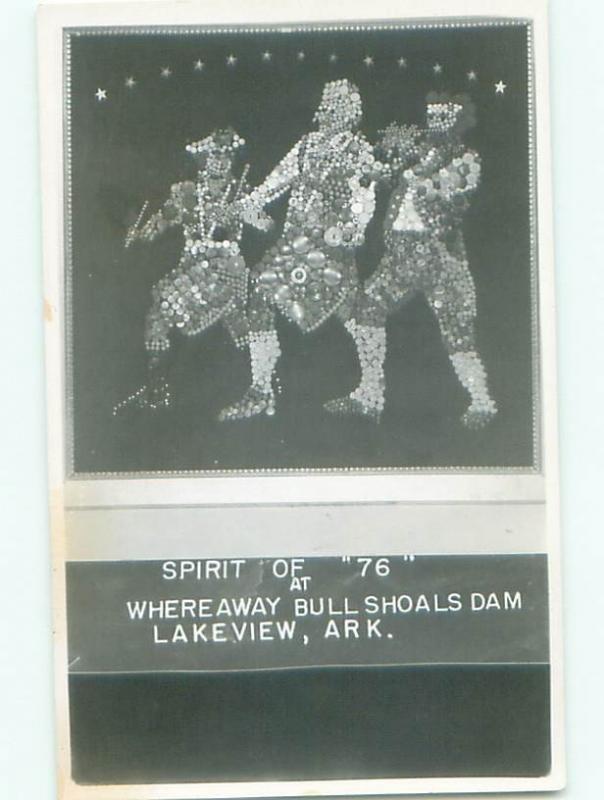 SPIRIT OF "76"
AT
WHEREAWAY BULL SHOALS DAM
LAKEVIEW, ARK.